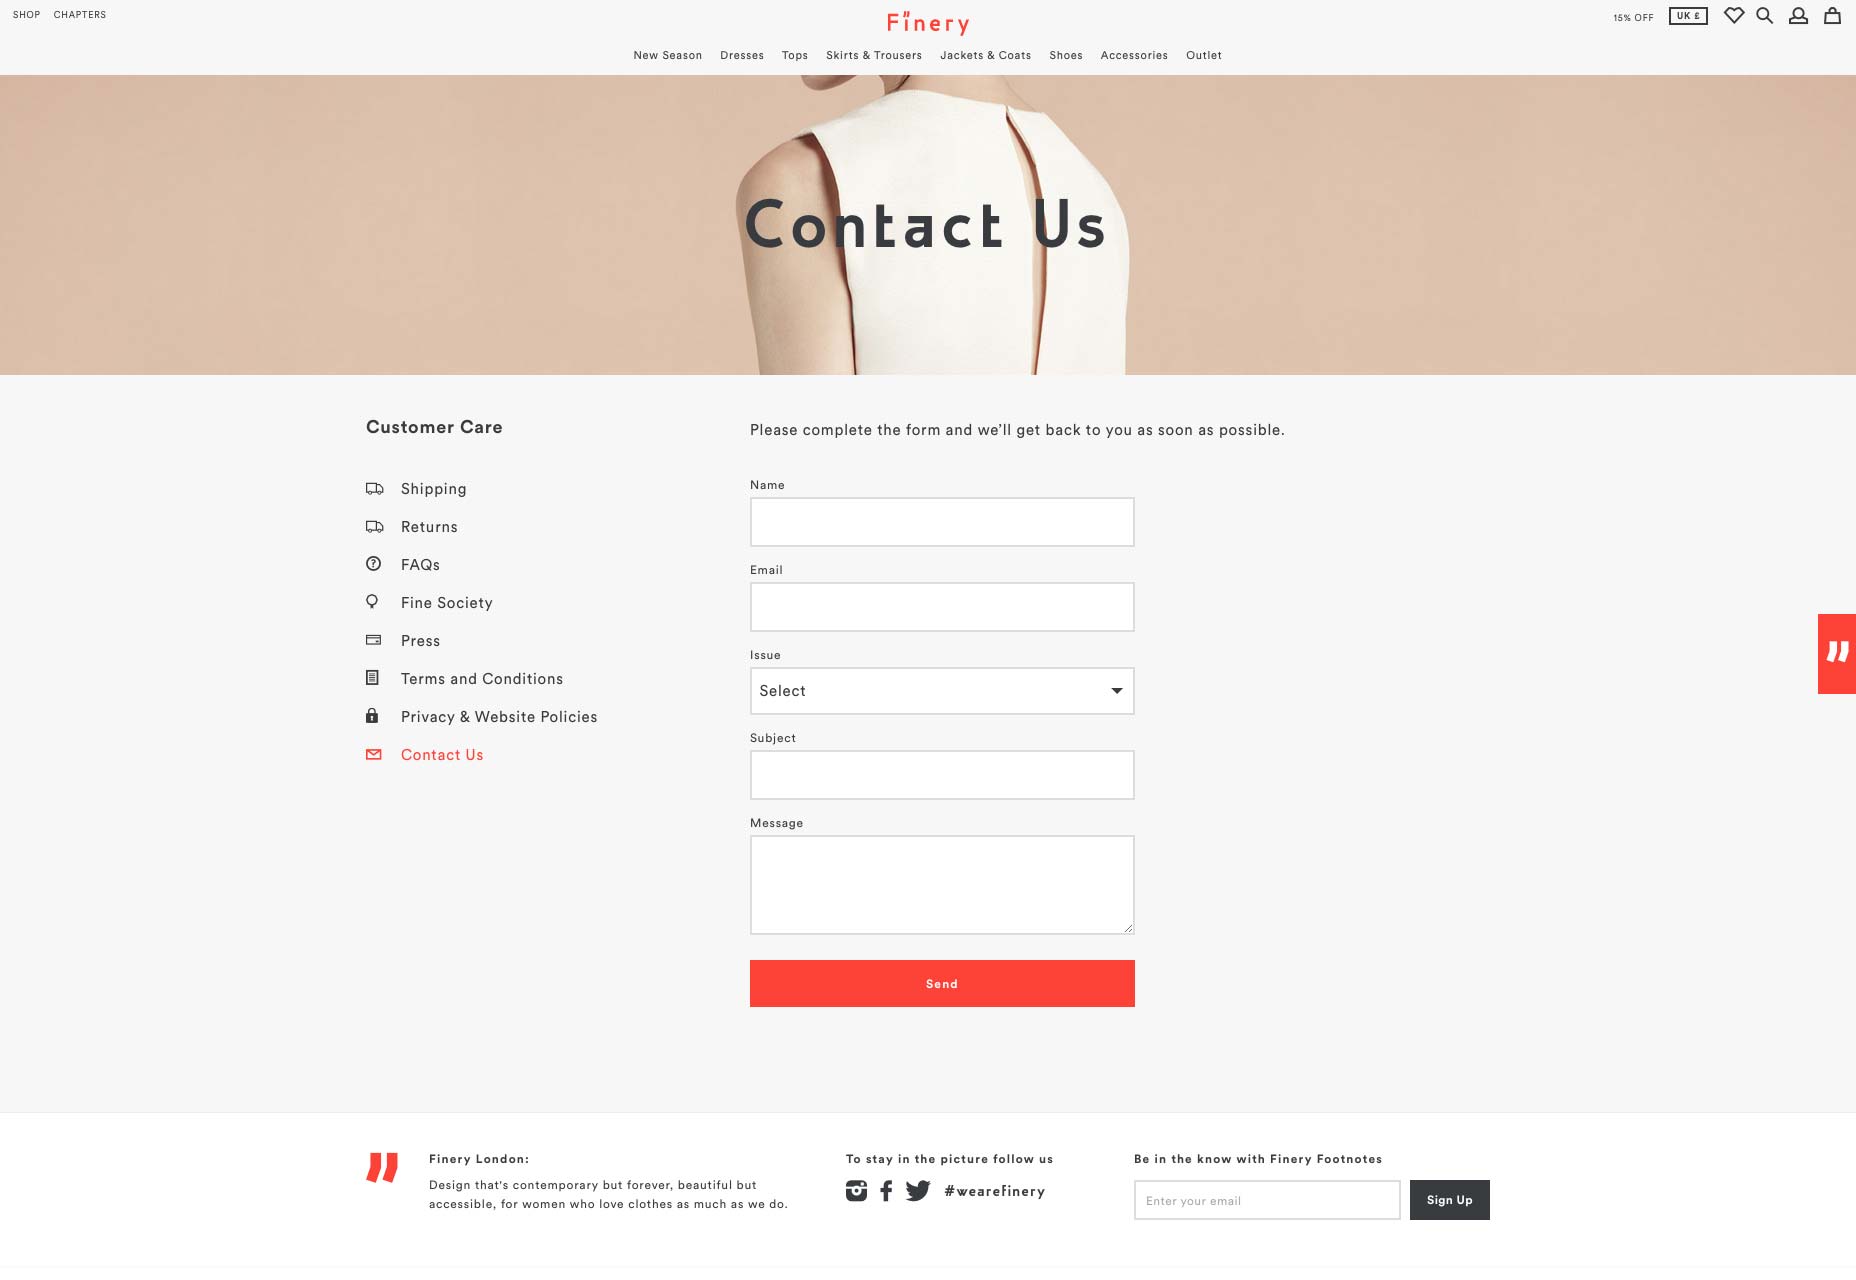 SHOP CHAPTERS
Finery
15% OFF UK £
New Season Dresses Tops Skirts & Trousers Jackets & Coats Shoes Accessories Outlet
Contact Us
Customer Care
Shipping
Returns
FAQs
Fine Society
Press
Terms and Conditions
Privacy & Website Policies
Contact Us
Please complete the form and we’ll get back to you as soon as possible.
Name
Email
Issue
Select
Subject
Message
Send
Finery London:
Design that's contemporary but forever, beautiful but
accessible, for women who love clothes as much as we do.
To stay in the picture follow us
#wearefinery
Be in the know with Finery Footnotes
Enter your email
Sign Up